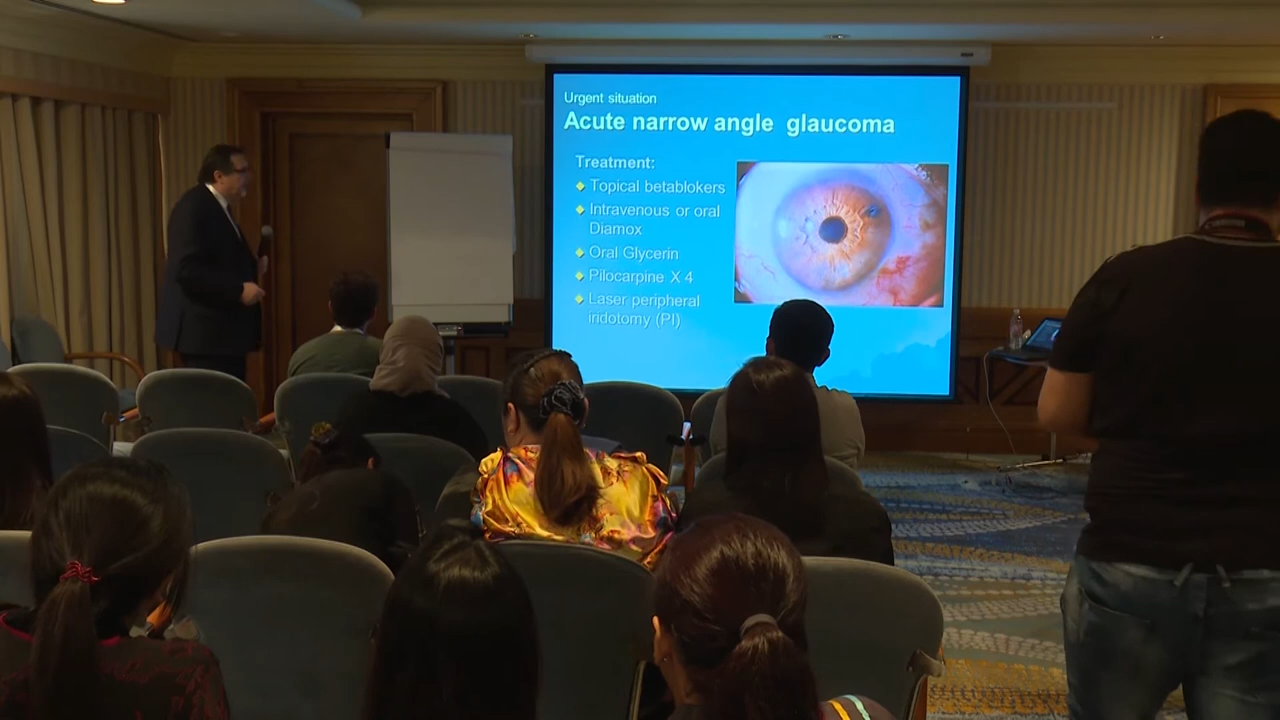 Urgent situation
Acute narrow angle glaucoma
Treatment:
Topical betablokers
Intravenous or oral
Diamox
Oral Glycerin
Pilocarpine X 4
Laser peripheral
iridotomy (PI)